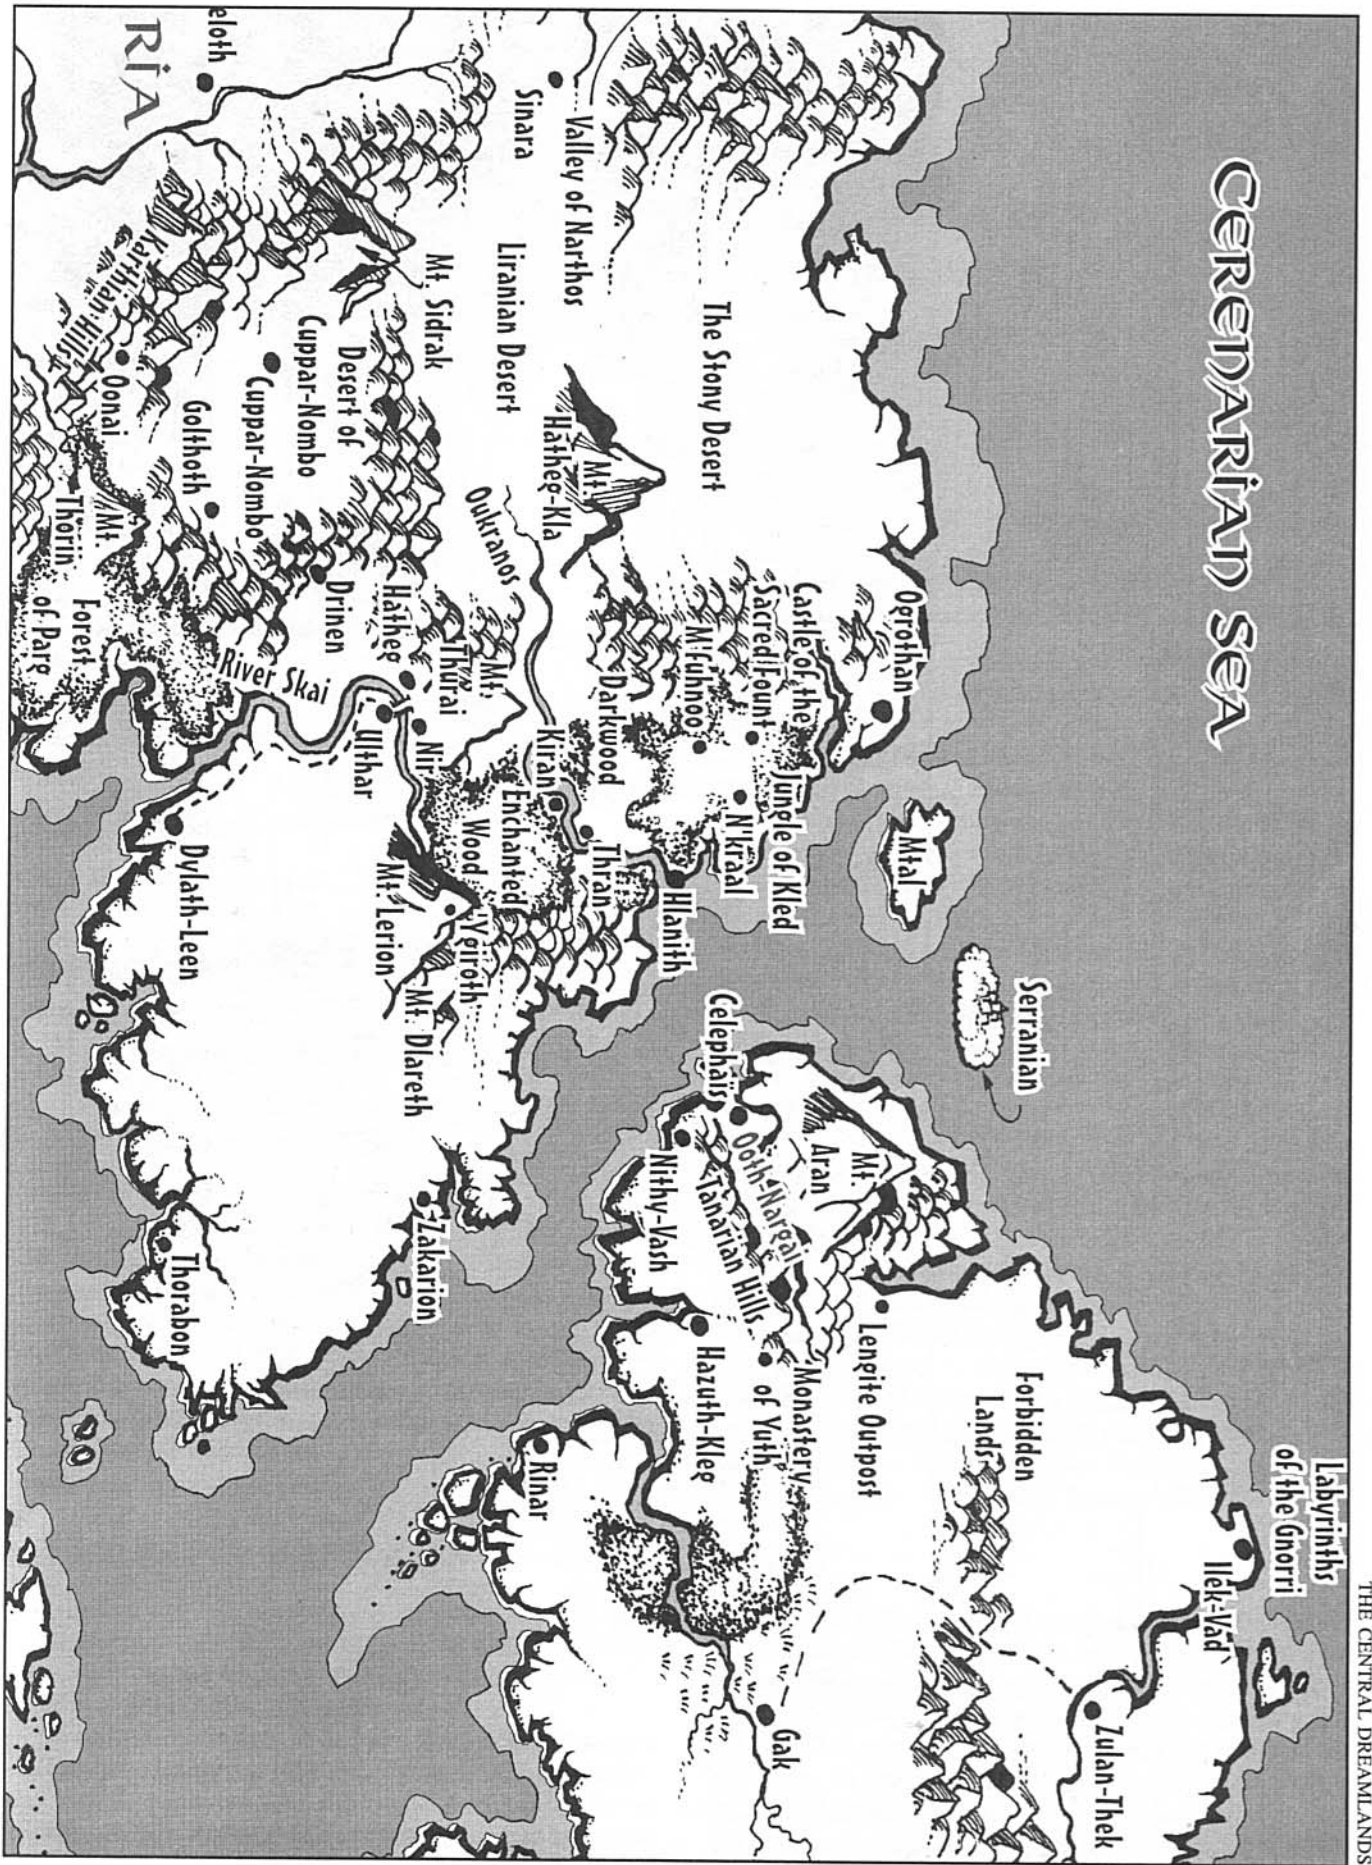 THE CENTRAL DREAMLANDS
CERENARIAN SEA
Labyrinths
of the Gnorri
Ilek-Vad
Serranian
Zulan-Thek
Forbidden
Lands
Ogrothan
Mtal
Mt.
Aran
Lengite Outpost
Castle of the
Sacred Fount
Jungle of Kled
Monastery
of Yuth
Gak
The Stony Desert
M'Fuhnoo
N'kraal
Celephaïs
Ooth-Nargai
Tanarian Hills
Hazuth-Kleg
Nithy-Vash
Hlanith
Darkwood
Thran
Valley of Narthos
Sinara
Mt.
Hatheg-Kla
Kiran
Rinar
Liranian Desert
Oukranos
Enchanted
Wood
Mt.
Thurai
Ygiroth
Mt. Sidrak
Nir
Mt. Dlareth
Zakarion
Hatheg
Mt. Lerion
Ulthar
Desert of
Cuppar-Nombo
Drinen
Cuppar-Nombo
River Skai
Golthoth
Dylath-Leen
Thorabon
eloth
RIA
Karthian Hills
Oonai
Mt.
Thorin
Forest
of Parg